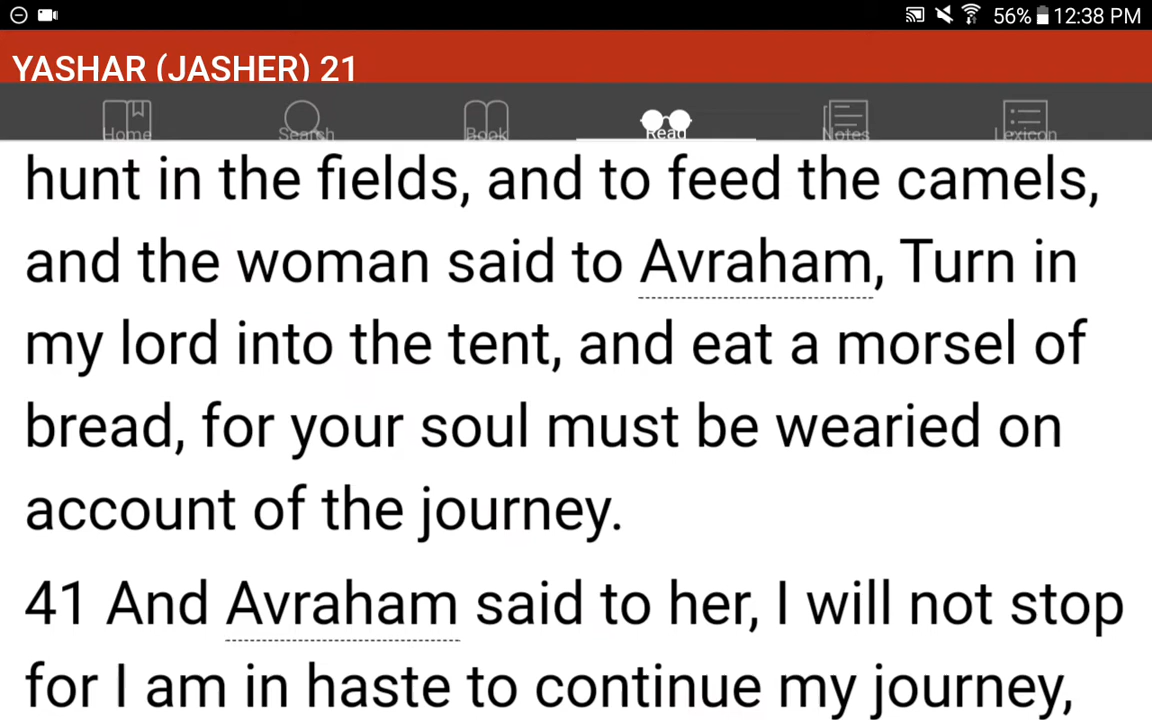 56% 12:38 PM
YASHAR (JASHER) 21
Home Search Book Read Notes Lexicon
hunt in the fields, and to feed the camels,
and the woman said to Avraham, Turn in
my lord into the tent, and eat a morsel of
bread, for your soul must be wearied on
account of the journey.
41 And Avraham said to her, I will not stop
for I am in haste to continue my journey,